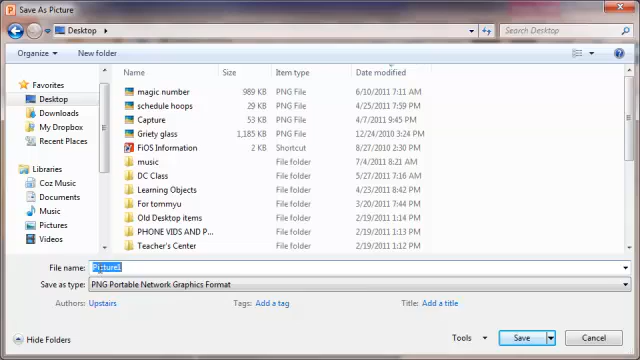 Save As Picture
Desktop
Search Desktop
Organize
New folder
Favorites
Desktop
Downloads
My Dropbox
Recent Places
Libraries
Coz Music
Documents
Music
Pictures
Videos
Name Size Item type Date modified
magic number 989 KB PNG File 6/10/2011 7:11 AM
schedule hoops 29 KB PNG File 4/25/2011 7:59 PM
Capture 67 KB PNG File 4/7/2011 9:45 PM
Griety glass 1,185 KB PNG File 12/24/2010 3:24 PM
FiOS Information 2 KB Shortcut 8/27/2010 2:30 PM
music File folder 7/4/2011 8:21 AM
DC Class File folder 5/27/2011 7:16 AM
Learning Objects File folder 4/23/2011 8:42 PM
For tommyu File folder 2/20/2011 7:44 PM
Old Desktop items File folder 2/19/2011 1:14 PM
PHONE VIDS AND P... File folder 2/19/2011 1:13 PM
Teacher's Center File folder 2/19/2011 1:12 PM
File name: Picture1
Save as type: PNG Portable Network Graphics Format
Authors: Upstairs Tags: Add a tag Title: Add a title
Hide Folders
Tools
Save
Cancel